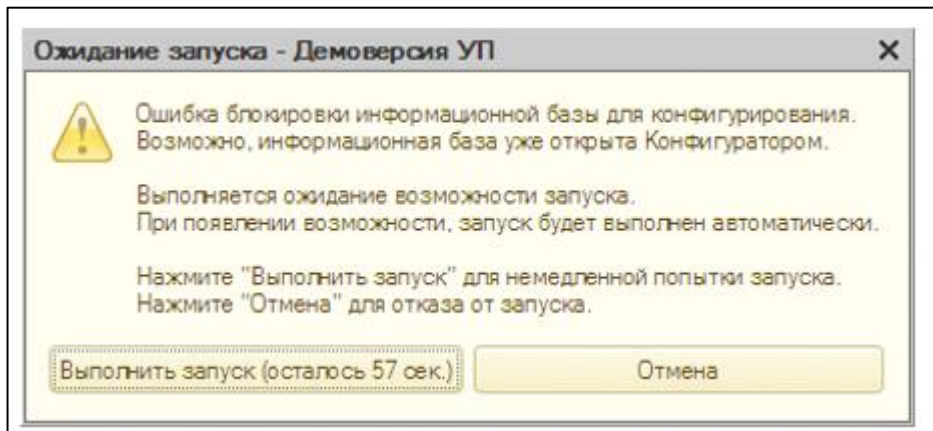 Ожидание запуска - Демоверсия УП
Ошибка блокировки информационной базы для конфигурирования.
Возможно, информационная база уже открыта Конфигуратором.
Выполняется ожидание возможности запуска.
При появлении возможности, запуск будет выполнен автоматически.
Нажмите "Выполнить запуск" для немедленной попытки запуска.
Нажмите "Отмена" для отказа от запуска.
Выполнить запуск (осталось 57 сек.) Отмена